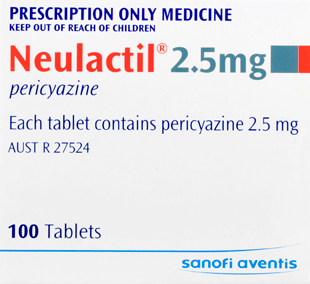 PRESCRIPTION ONLY MEDICINE
KEEP OUT OF REACH OF CHILDREN
Neulactil® 2.5mg
pericyazine
Each tablet contains pericyazine 2.5 mg
AUST R 27524
100 Tablets
sanofi aventis